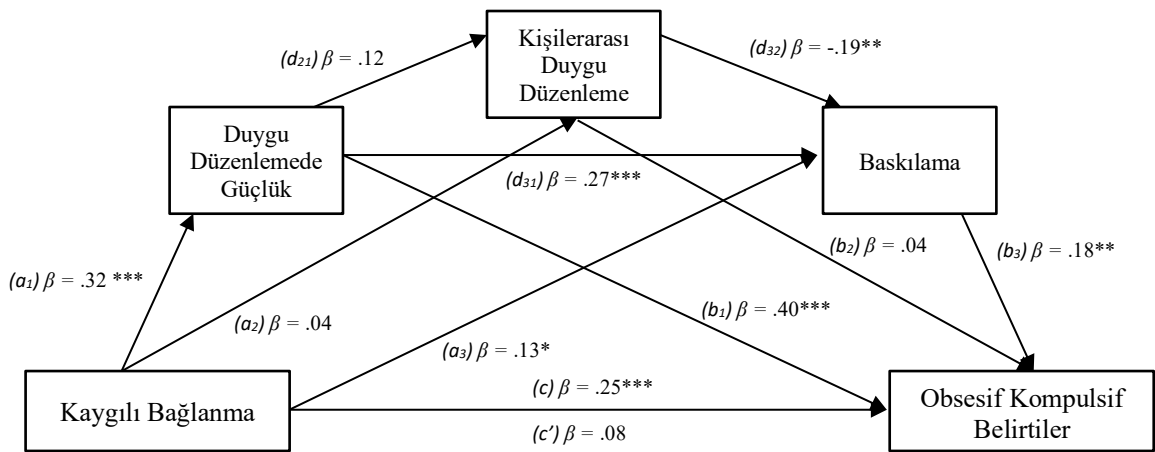 Kişilerarası
Duygu
Düzenleme
(d21) β = .12
(d32) β = -.19**
Duygu
Düzenlemede
Güçlük
Baskılama
(d31) β = .27***
(a1) β = .32 ***
(b2) β = .04
(b3) β = .18**
(a2) β = .04
(b1) β = .40***
(a3) β = .13*
Kaygılı Bağlanma
(c) β = .25***
(c’) β = .08
Obsesif Kompulsif
Belirtiler